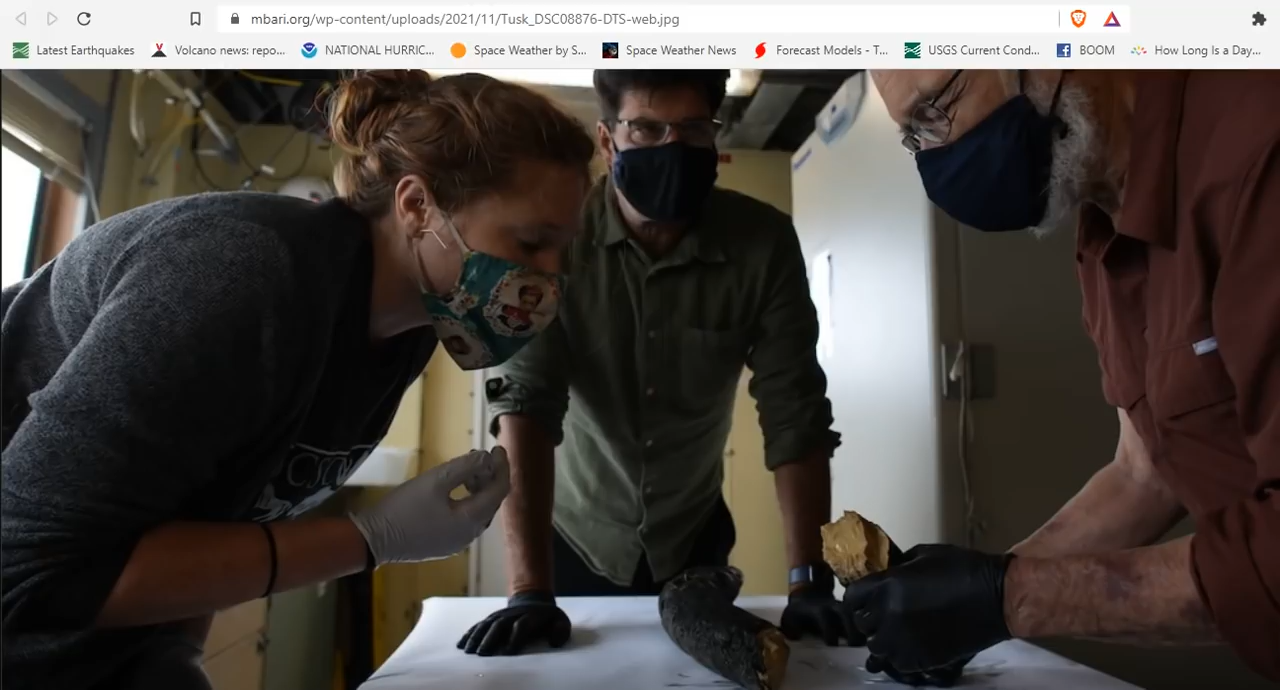 mbari.org/wp-content/uploads/2021/11/Tusk_DSC08876-DTS-web.jpg
Latest Earthquakes Volcano news: repo... NATIONAL HURRIC... Space Weather by S... Space Weather News Forecast Models - T... USGS Current Cond... BOOM How Long Is a Day...